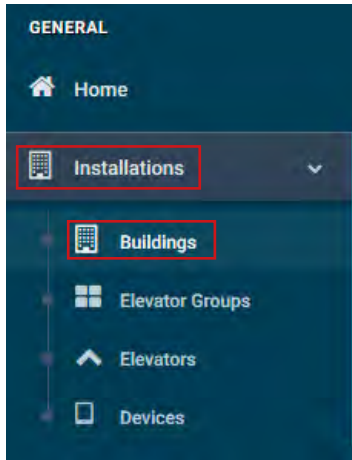 GENERAL
Home
Installations
Buildings
Elevator Groups
Elevators
Devices